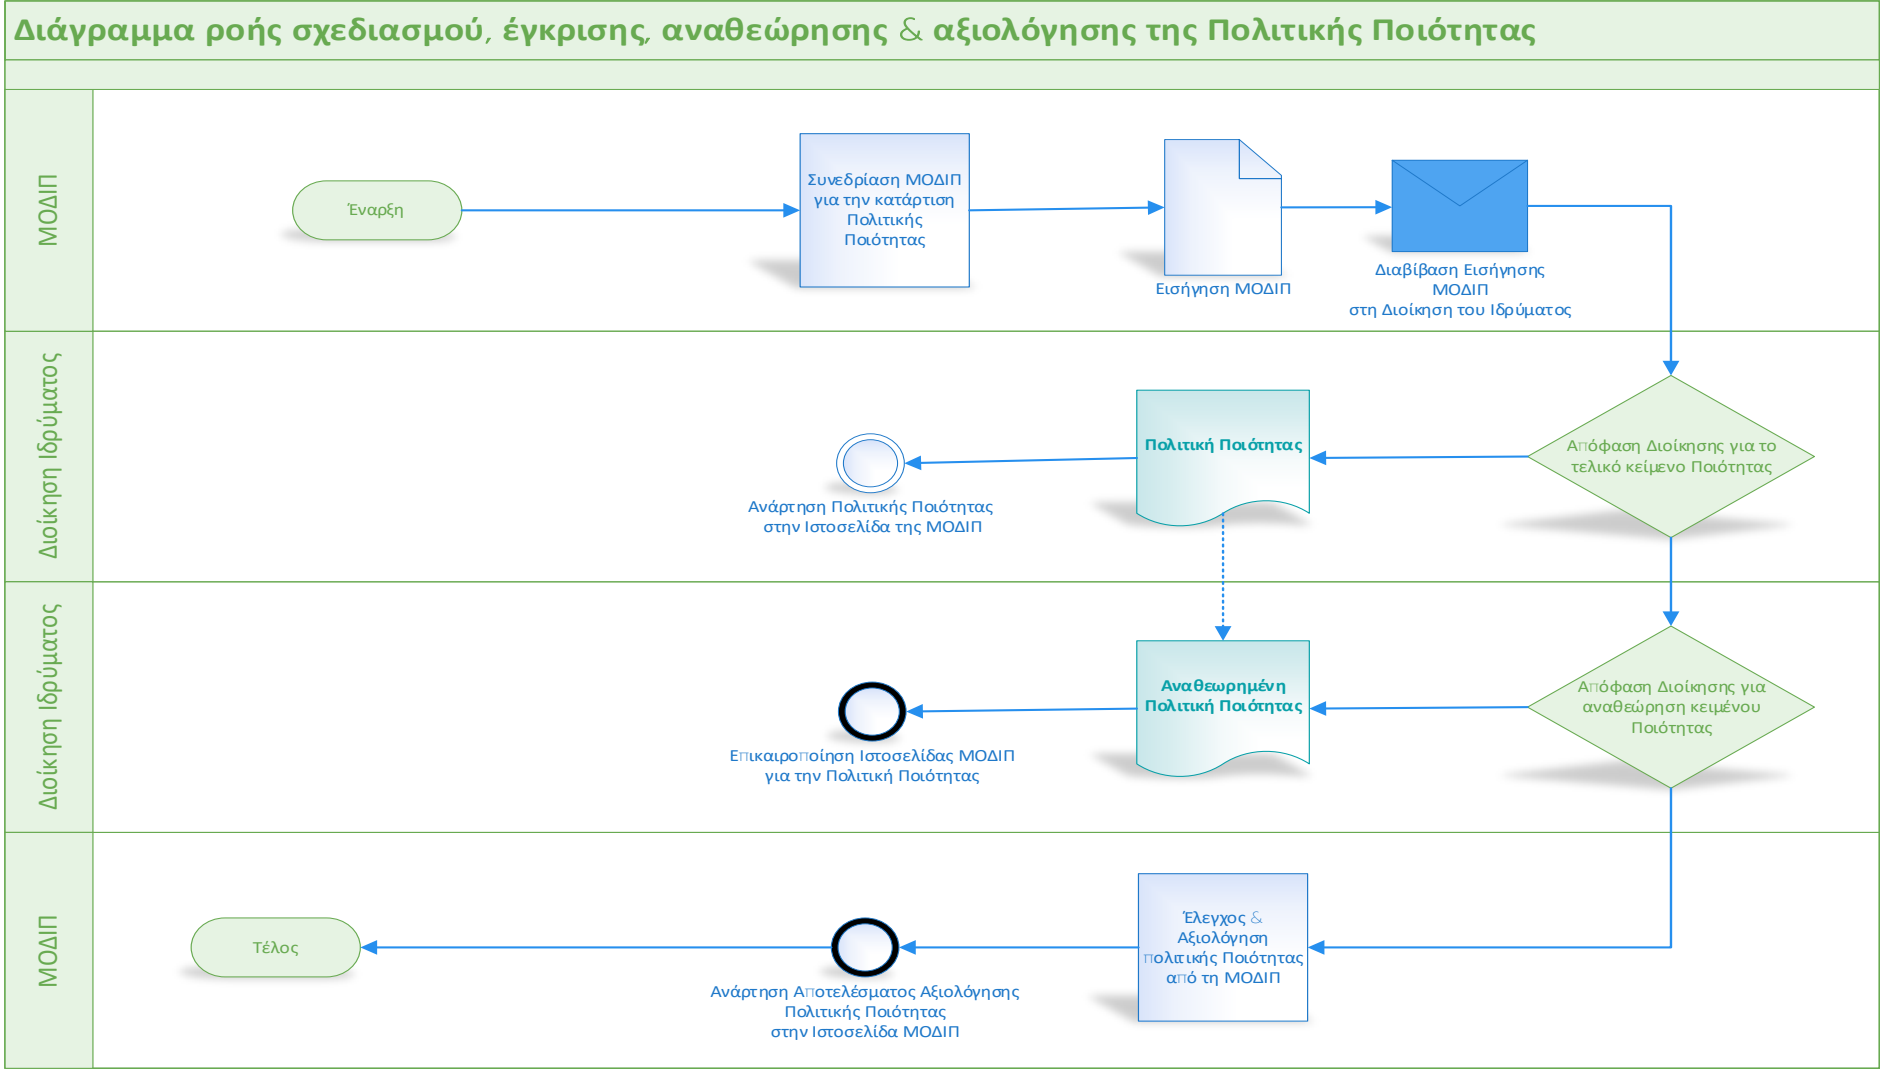 Διάγραμμα ροής σχεδιασμού, έγκρισης, αναθεώρησης & αξιολόγησης της Πολιτικής Ποιότητας
ΜΟΔΙΠ
Έναρξη
Συνεδρίαση ΜΟΔΙΠ
για την κατάρτιση
Πολιτικής
Ποιότητας
Εισήγηση ΜΟΔΙΠ
Διαβίβαση Εισήγησης
ΜΟΔΙΠ
στη Διοίκηση του Ιδρύματος
Διοίκηση Ιδρύματος
Ανάρτηση Πολιτικής Ποιότητας
στην Ιστοσελίδα της ΜΟΔΙΠ
Πολιτική Ποιότητας
Απόφαση Διοίκησης για το
τελικό κείμενο Ποιότητας
Διοίκηση Ιδρύματος
Επικαιροποίηση Ιστοσελίδας ΜΟΔΙΠ
για την Πολιτική Ποιότητας
Αναθεωρημένη
Πολιτική Ποιότητας
Απόφαση Διοίκησης για
αναθεώρηση κειμένου
Ποιότητας
ΜΟΔΙΠ
Τέλος
Ανάρτηση Αποτελέσματος Αξιολόγησης
Πολιτικής Ποιότητας
στην Ιστοσελίδα ΜΟΔΙΠ
Έλεγχος &
Αξιολόγηση
πολιτικής Ποιότητας
από τη ΜΟΔΙΠ